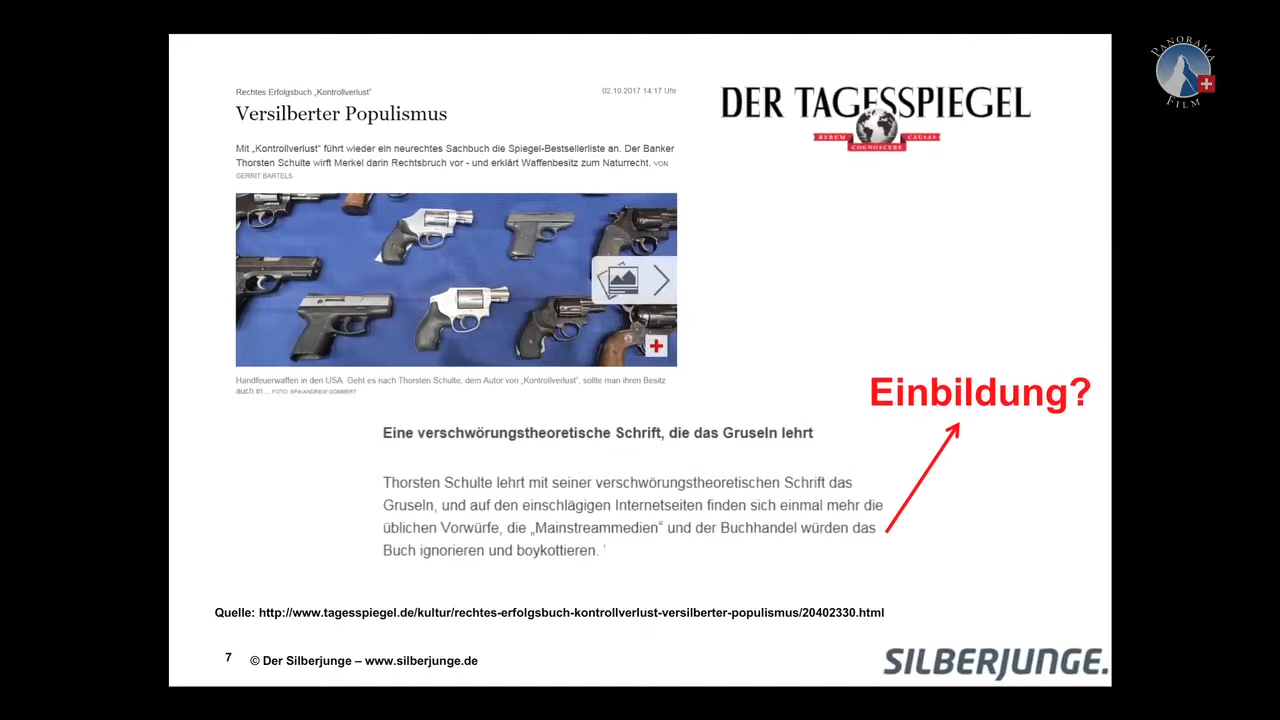 PANORAMA
FILM
Rechtes Erfolgsbuch „Kontrollverlust"
02.10.2017 14:17 Uhr
Versilberter Populismus
DER TAGESSPIEGEL
RERUM CAUSAS
COGNOSCERE
Mit „Kontrollverlust" führt wieder ein neurechtes Sachbuch die Spiegel-Bestsellerliste an. Der Banker
Thorsten Schulte wirft Merkel darin Rechtsbruch vor - und erklärt Waffenbesitz zum Naturrecht. VON
GERRIT BARTELS
Handfeuerwaffen in den USA. Geht es nach Thorsten Schulte, dem Autor von „Kontrollverlust", sollte man ihren Besitz
auch in... FOTO: EPA-ANDREW GOMBERT
Einbildung?
Eine verschwörungstheoretische Schrift, die das Gruseln lehrt
Thorsten Schulte lehrt mit seiner verschwörungstheoretischen Schrift das
Gruseln, und auf den einschlägigen Internetseiten finden sich einmal mehr die
üblichen Vorwürfe, die „Mainstreammedien" und der Buchhandel würden das
Buch ignorieren und boykottieren.
Quelle: http://www.tagesspiegel.de/kultur/rechtes-erfolgsbuch-kontrollverlust-versilberter-populismus/20402330.html
7 © Der Silberjunge – www.silberjunge.de
SILBERJUNGE.